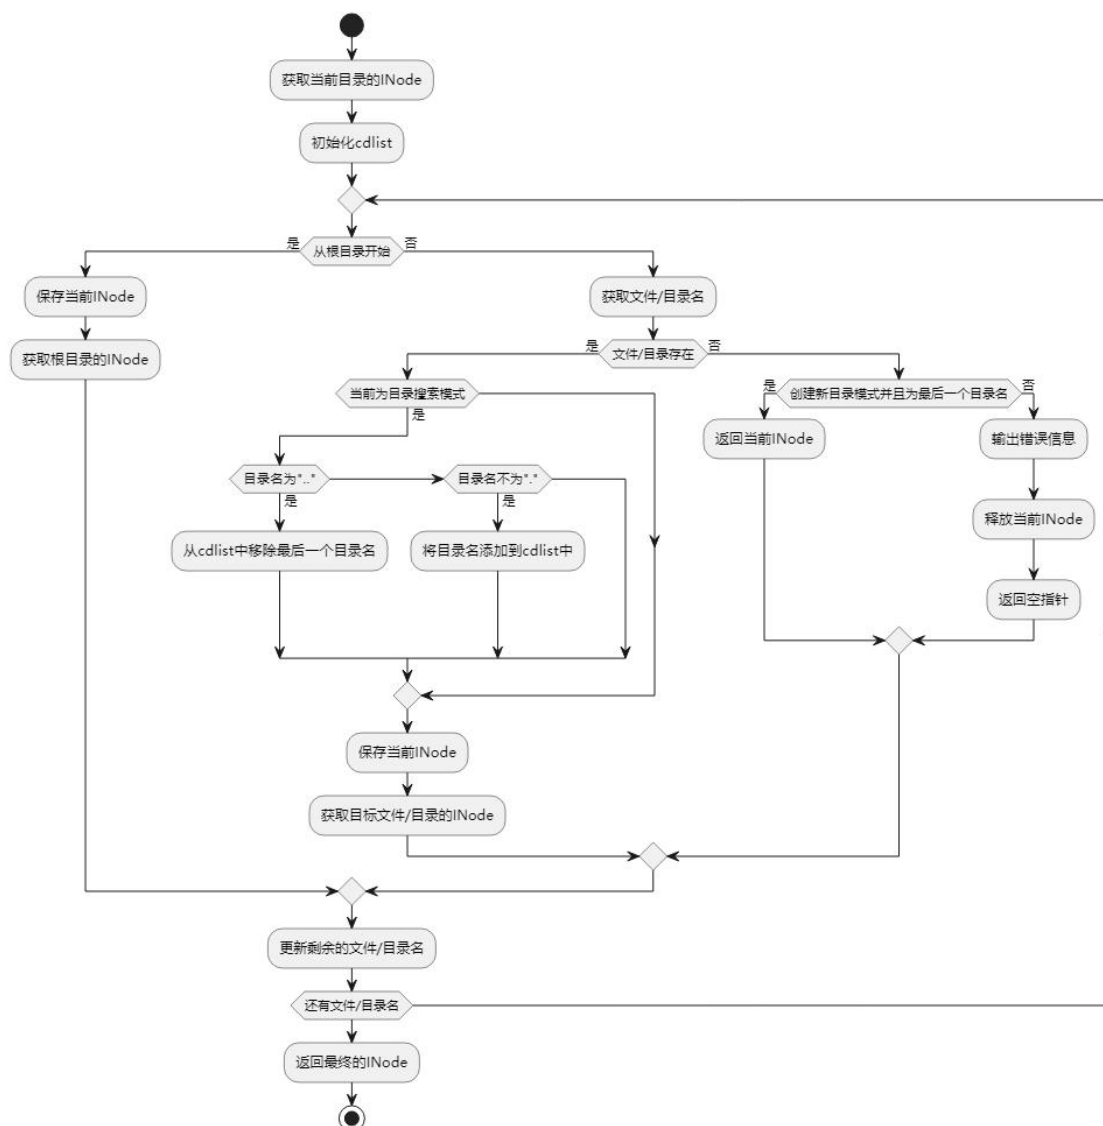 获取当前目录的INode
初始化cdlist
是
从根目录开始
否
保存当前INode
获取根目录的INode
获取文件/目录名
是
文件/目录存在
否
当前为目录搜索模式
是
目录名为".."
是
从cdlist中移除最后一个目录名
目录名不为"."
是
将目录名添加到cdlist中
是
创建新目录模式并且为最后一个目录名
否
返回当前INode
输出错误信息
释放当前INode
返回空指针
保存当前INode
获取目标文件/目录的INode
更新剩余的文件/目录名
还有文件/目录名
返回最终的INode